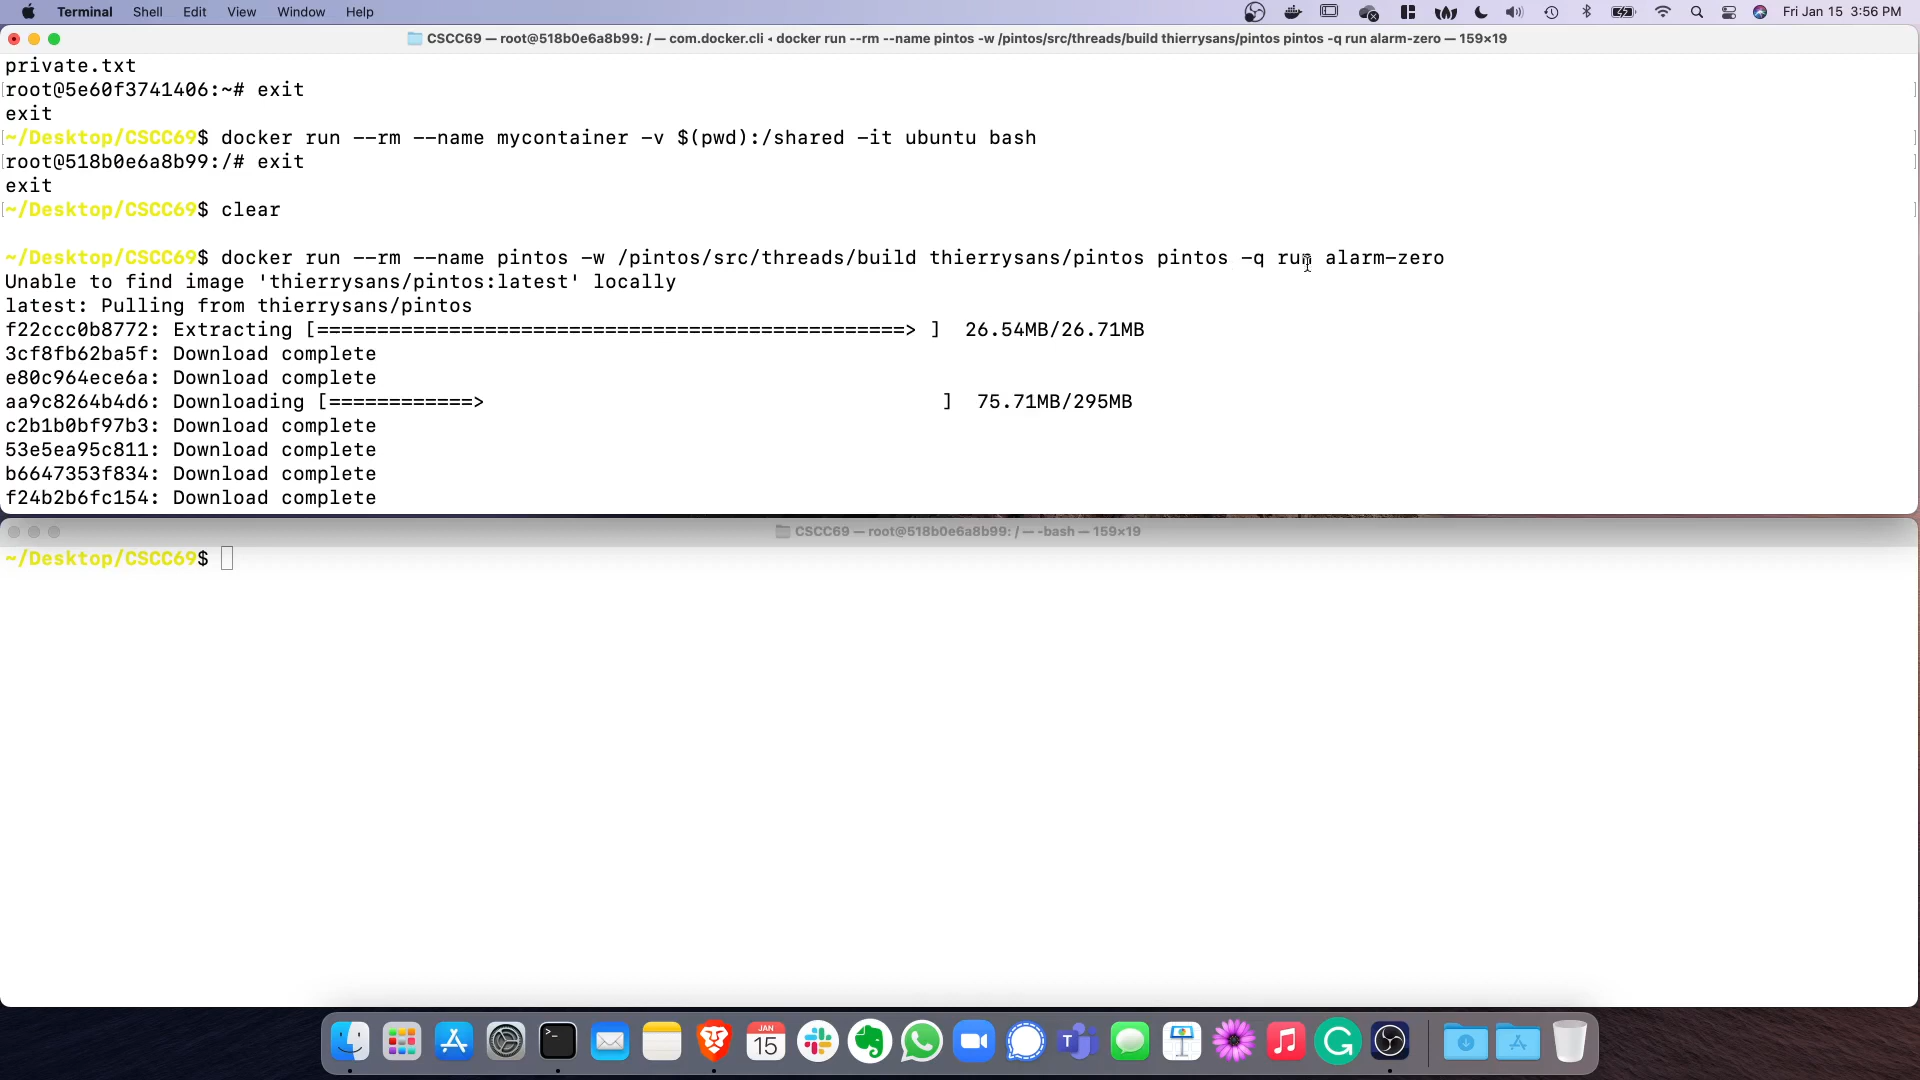 Terminal Shell Edit View Window Help Fri Jan 15 3:56 PM
CSCC69 — root@518b0e6a8b99: / — com.docker.cli ◂ docker run --rm --name pintos -w /pintos/src/threads/build thierrysans/pintos pintos -q run alarm-zero — 159×19
private.txt
root@5e60f3741406:~# exit
exit
~/Desktop/CSCC69$ docker run --rm --name mycontainer -v $(pwd):/shared -it ubuntu bash
root@518b0e6a8b99:/# exit
exit
~/Desktop/CSCC69$ clear
~/Desktop/CSCC69$ docker run --rm --name pintos -w /pintos/src/threads/build thierrysans/pintos pintos -q run alarm-zero
Unable to find image 'thierrysans/pintos:latest' locally
latest: Pulling from thierrysans/pintos
f22ccc0b8772: Extracting [=================================================> ] 26.54MB/26.71MB
3cf8fb62ba5f: Download complete
e80c964ece6a: Download complete
aa9c8264b4d6: Downloading [============> ] 75.71MB/295MB
c2b1b0bf97b3: Download complete
53e5ea95c811: Download complete
b6647353f834: Download complete
f24b2b6fc154: Download complete
CSCC69 — root@518b0e6a8b99: / — -bash — 159×19
~/Desktop/CSCC69$
JAN
15